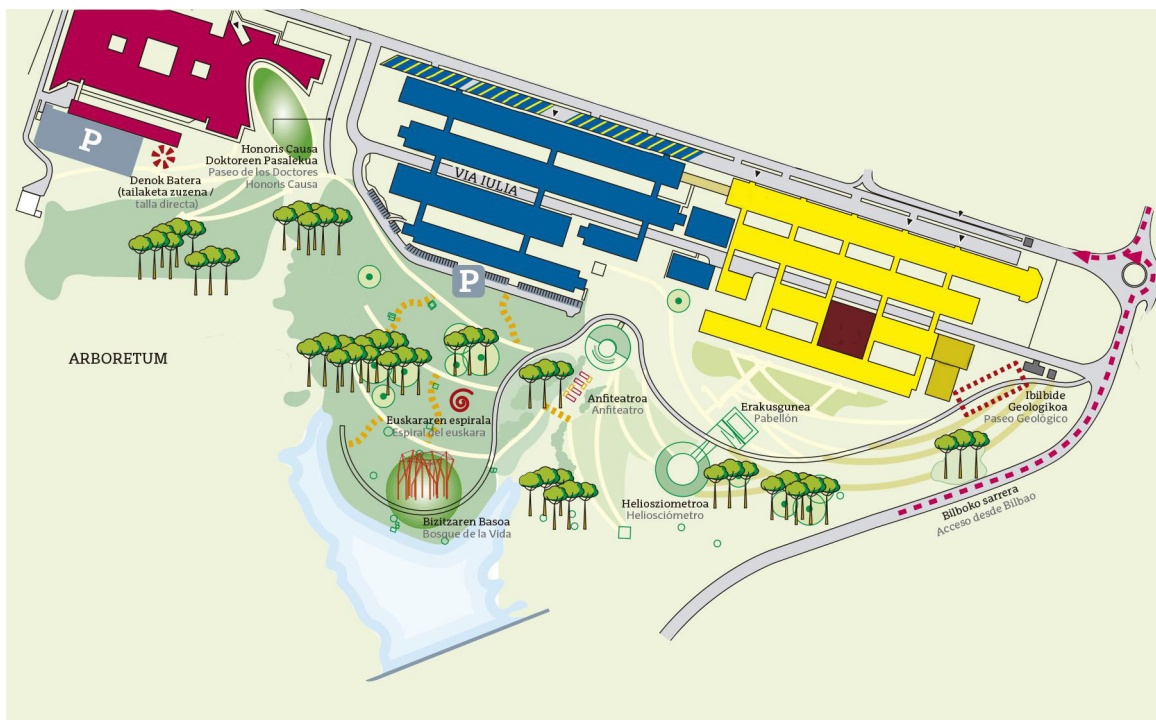 P
Honoris Causa
Doktoreen Pasalekua
Paseo de los Doctores
Honoris Causa
Denok Batera
(tailaketa zuzena /
talla directa)
VIA IULIA
P
ARBORETUM
Euskararen espirala
Espiral del euskara
Anfiteatroa
Anfiteatro
Erakusgunea
Pabellón
Ibilbide
Geologikoa
Paseo Geológico
Bizitzaren Basoa
Bosque de la Vida
Heliosziometroa
Heliosciómetro
Bilboko sarrera
Acceso desde Bilbao